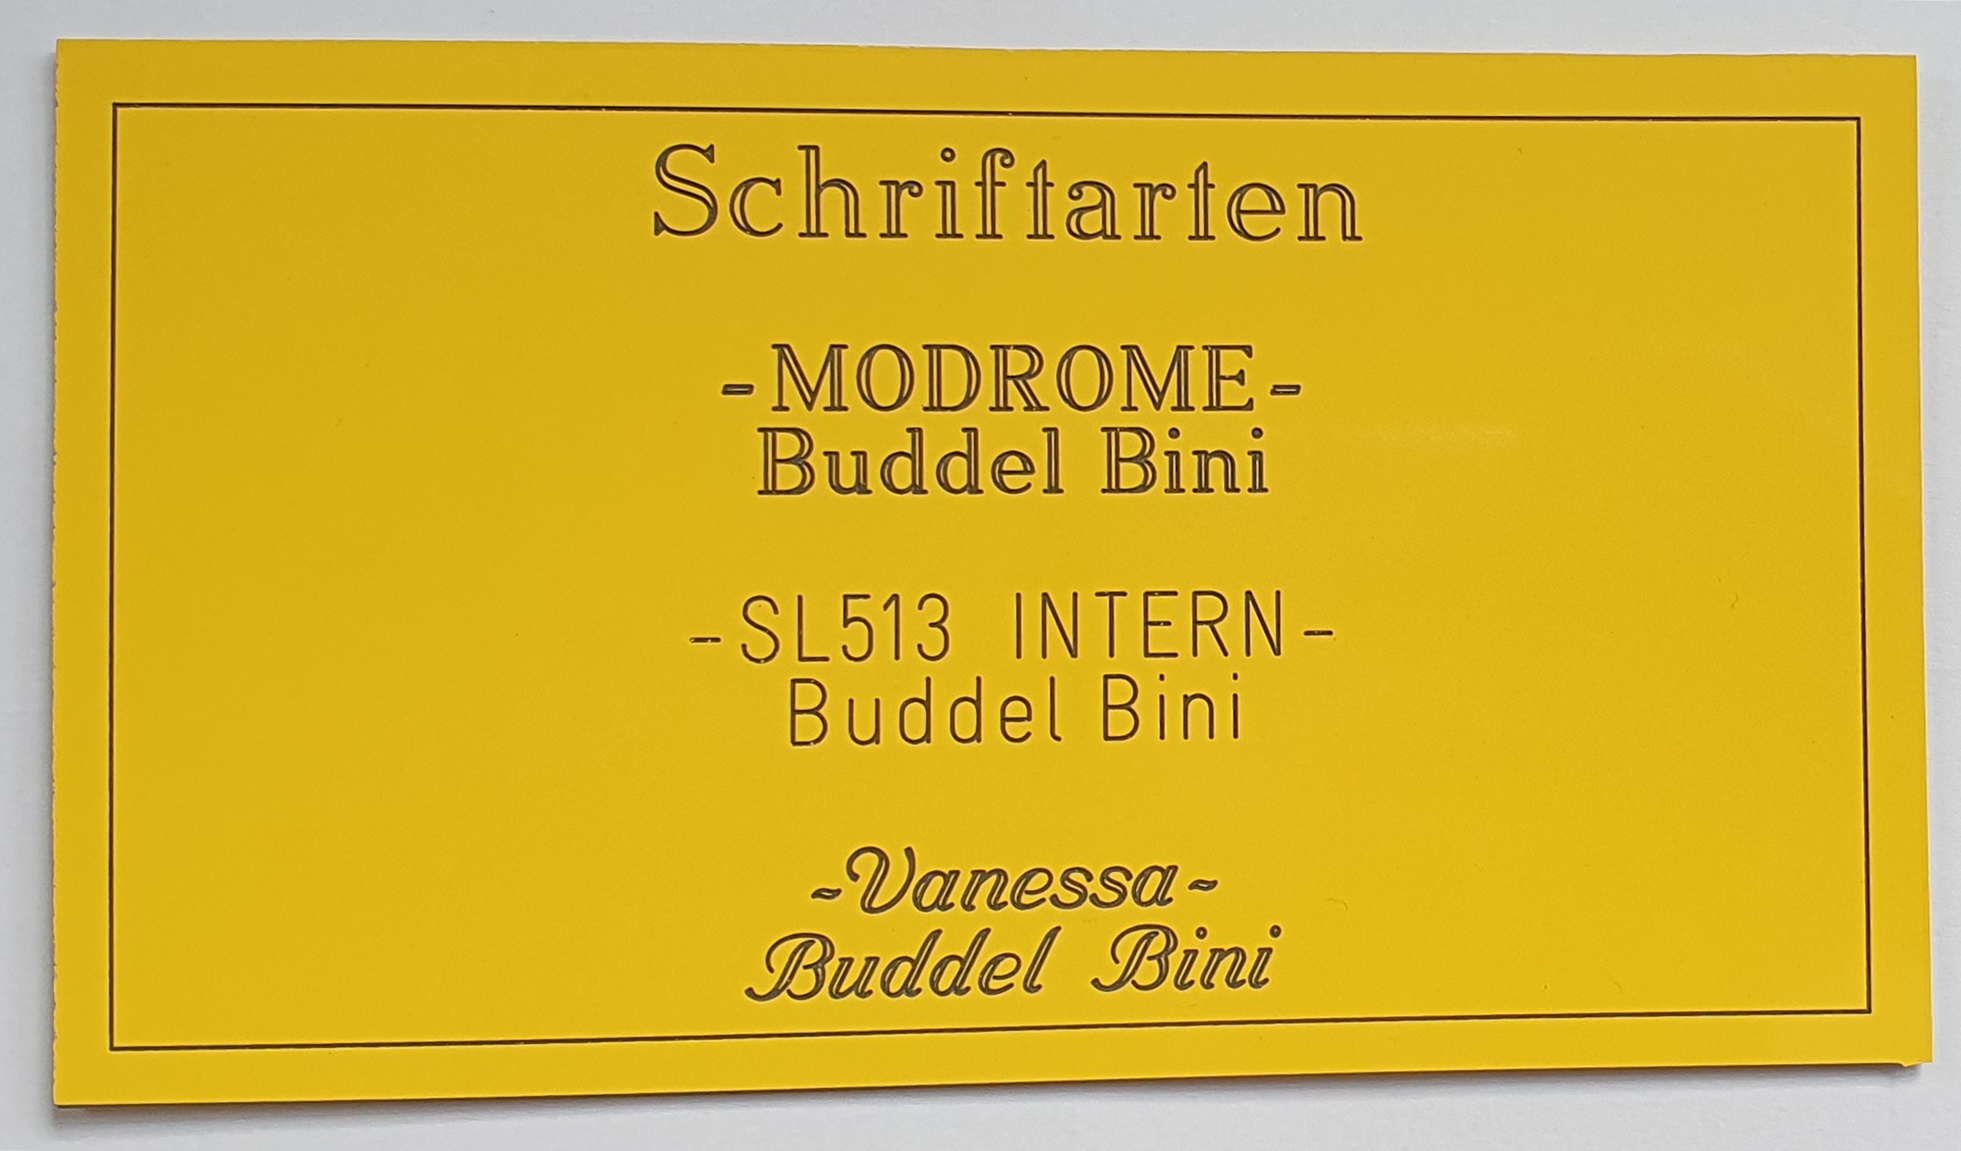 Schriftarten
-MODROME-
Buddel Bini
-SL513 INTERN-
Buddel Bini
-Vanessa-
Buddel Bini